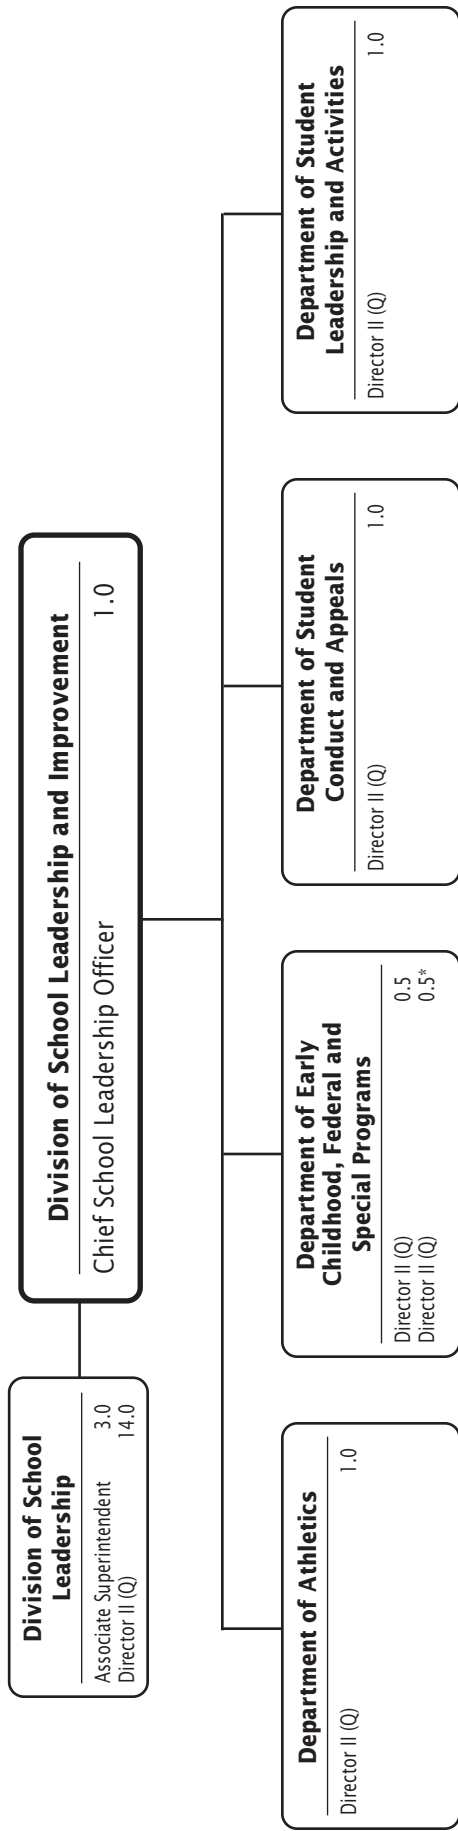 Division of School Leadership and Improvement
Chief School Leadership Officer 1.0
Division of School
Leadership
Associate Superintendent 3.0
Director II (Q) 14.0
Department of Athletics
Director II (Q) 1.0
Department of Early
Childhood, Federal and
Special Programs
Director II (Q) 0.5
Director II (Q) 0.5*
Department of Student
Conduct and Appeals
Director II (Q) 1.0
Department of Student
Leadership and Activities
Director II (Q) 1.0